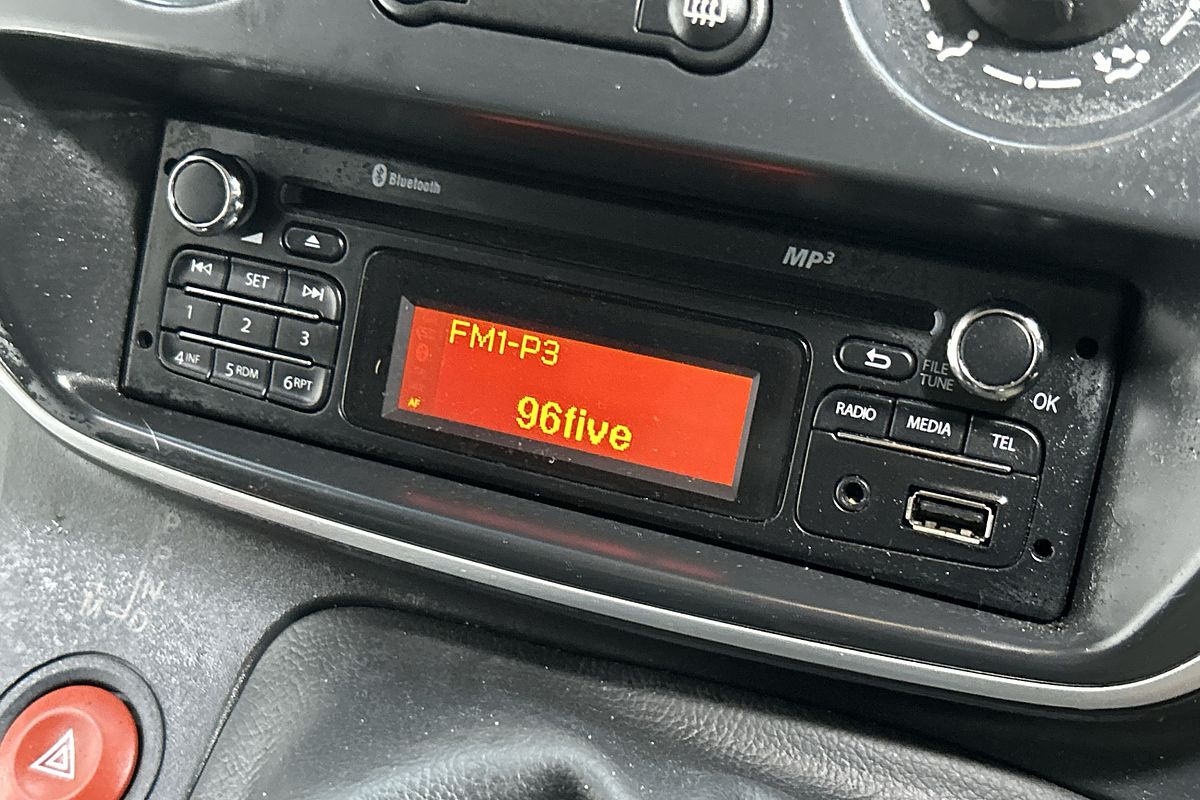 Bluetooth
MP3
SET
1
2
3
4 INF
5 RDM
6 RPT
FM1-P3
AF
96five
FILE
TUNE
OK
RADIO
MEDIA
TEL
R
N
M
D